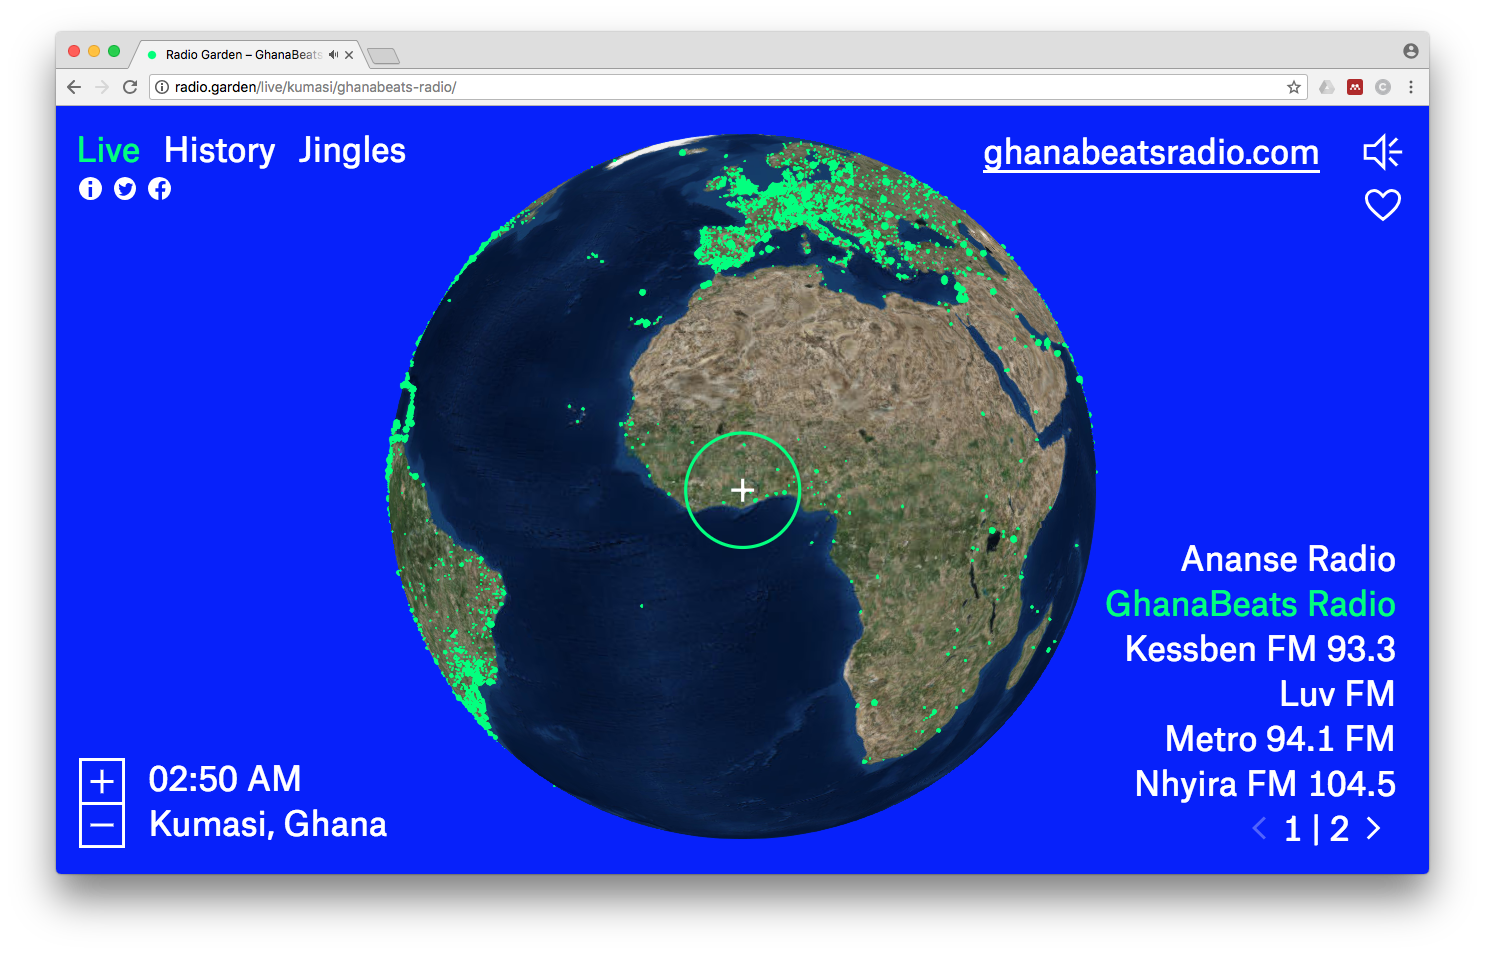 Radio Garden – GhanaBeats
radio.garden/live/kumasi/ghanabeats-radio/
Live History Jingles
ghanabeatsradio.com
Ananse Radio
GhanaBeats Radio
Kessben FM 93.3
Luv FM
Metro 94.1 FM
Nhyira FM 104.5
1 | 2
02:50 AM
Kumasi, Ghana